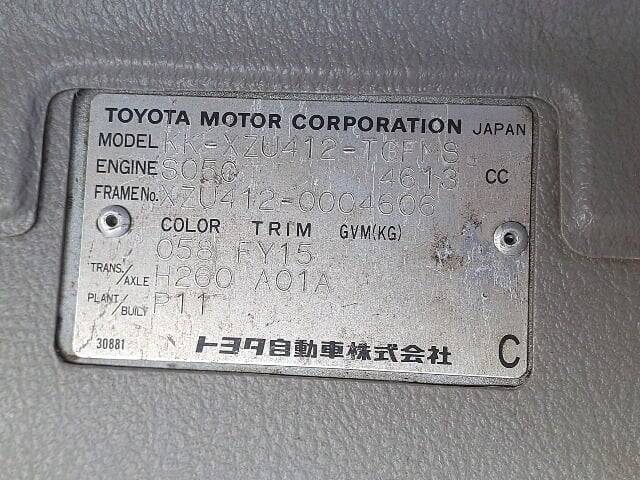 TOYOTA MOTOR CORPORATION JAPAN
MODEL KK-XZU412-TGFMS
ENGINE S05C 4613 CC
FRAME No. XZU412-0004606
COLOR TRIM GVM(KG)
058 FY15
TRANS./AXLE H260 A01A
PLANT/BUILT P11
30881 トヨタ自動車株式会社 C